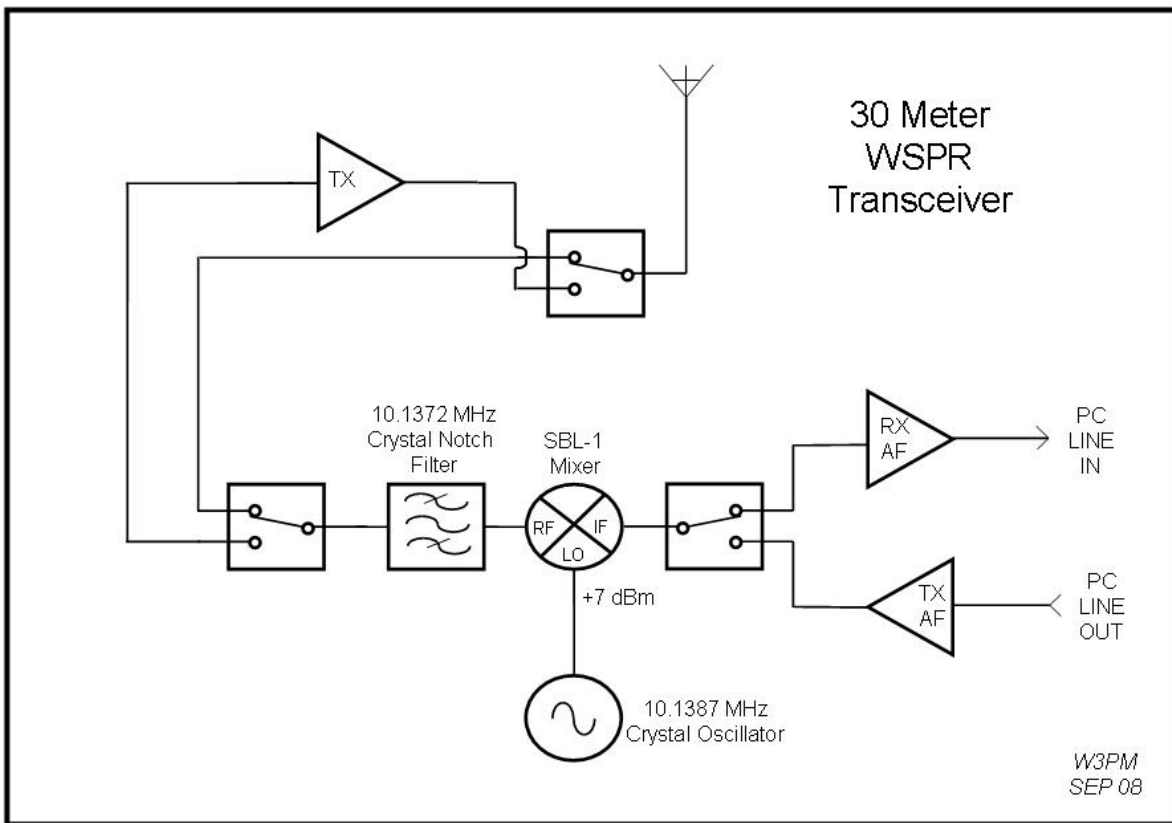 30 Meter
WSPR
Transceiver
TX
10.1372 MHz
Crystal Notch
Filter
SBL-1
Mixer
RF
IF
LO
+7 dBm
10.1387 MHz
Crystal Oscillator
RX
AF
PC
LINE
IN
TX
AF
PC
LINE
OUT
W3PM
SEP 08